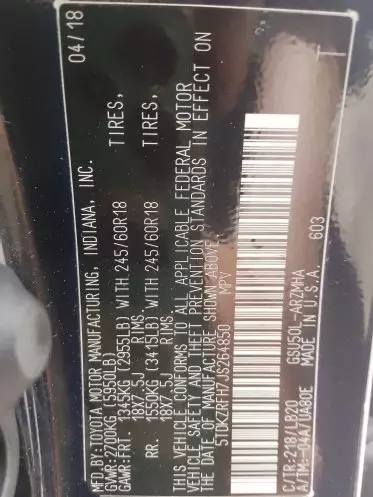 MFD.BY:TOYOTA MOTOR MANUFACTURING, INDIANA, INC. 04/18
GVWR:2700KG(5950LB)
GAWR:FRT. 1345KG(2955LB) WITH:245/60R18 TIRES,
18X7.5J RIMS,
RR. 1550KG(3415LB) WITH:245/60R18 TIRES,
18X7.5J RIMS
THIS VEHICLE CONFORMS TO ALL APPLICABLE FEDERAL MOTOR
VEHICLE SAFETY AND THEFT PREVENTION STANDARDS IN EFFECT ON
THE DATE OF MANUFACTURE SHOWN ABOVE.
5TDKZRFH7JS264850 MPV
C/TR:218/LB20 GSU50L-ARZMHA 603 T
A/TM:-04A/UA80E MADE IN U.S.A.